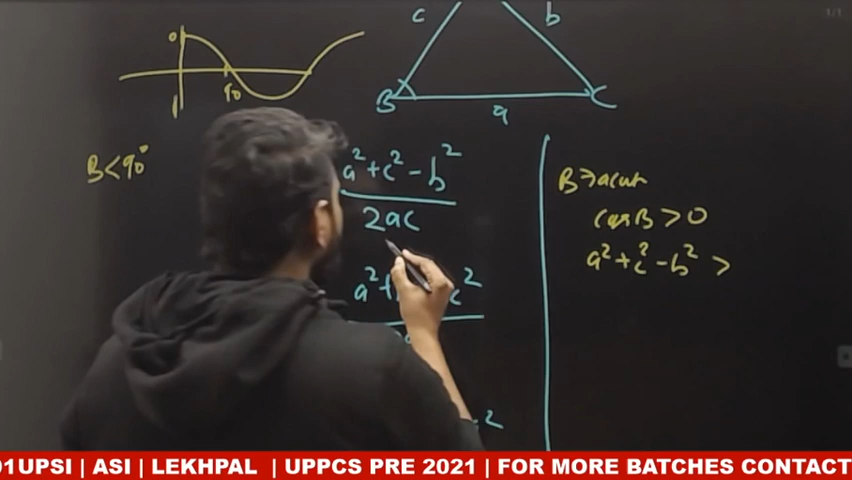 1/1
0
90
1
c
b
B
a
C
B<90°
a²+c²-b²
2ac
c²
B→acute
cosB>0
a²+c²-b²>
01UPSI | ASI | LEKHPAL | UPPCS PRE 2021 | FOR MORE BATCHES CONTACT